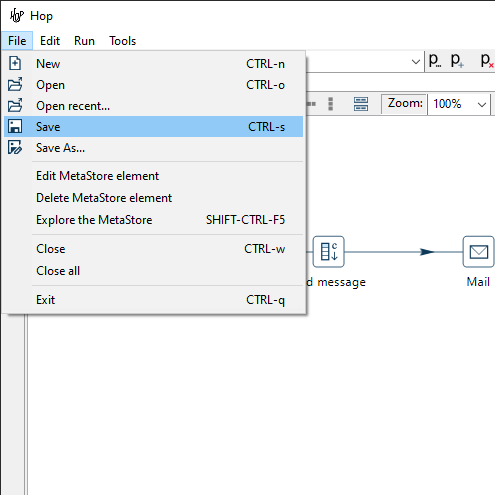 Hop
File Edit Run Tools
New CTRL-n
Open CTRL-o
Open recent...
Save CTRL-s
Save As...
Edit MetaStore element
Delete MetaStore element
Explore the MetaStore SHIFT-CTRL-F5
Close CTRL-w
Close all
Exit CTRL-q
Zoom: 100%
d message
Mail